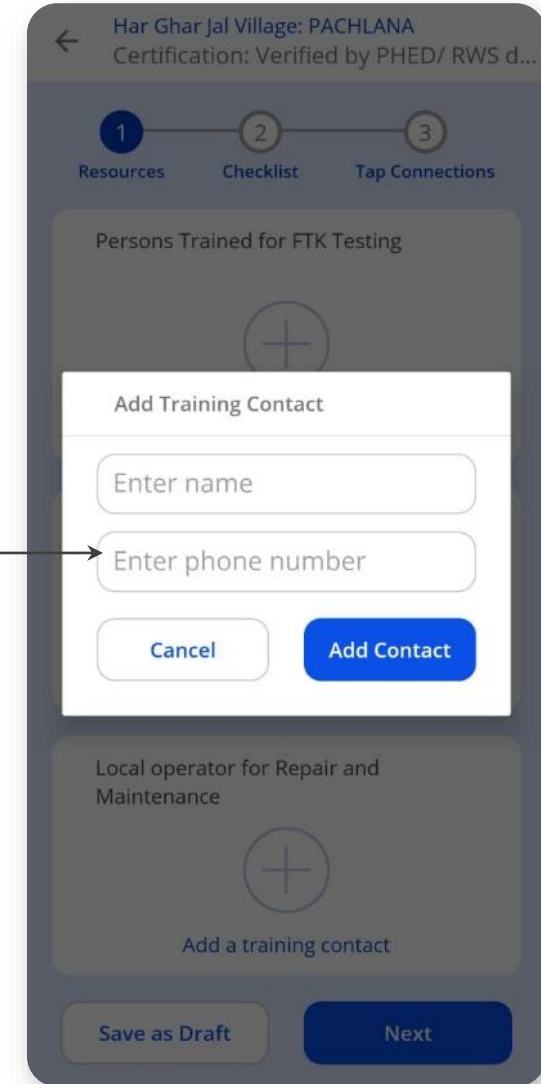 Har Ghar Jal Village: PACHLANA
Certification: Verified by PHED/ RWS d...
1 2 3
Resources Checklist Tap Connections
Persons Trained for FTK Testing
Add Training Contact
Enter name
Enter phone number
Cancel Add Contact
Local operator for Repair and
Maintenance
Add a training contact
Save as Draft Next